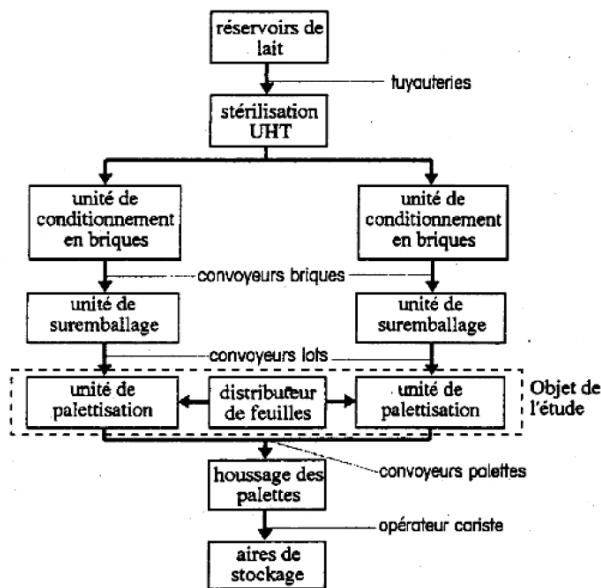 réservoirs de
lait
tuyauteries
stérilisation
UHT
unité de
conditionnement
en briques
unité de
conditionnement
en briques
convoyeurs briques
unité de
suremballage
unité de
suremballage
convoyeurs lots
unité de
palettisation
distributeur
de feuilles
unité de
palettisation
Objet de
l'étude
convoyeurs palettes
houssage des
palettes
opérateur cariste
aires de
stockage